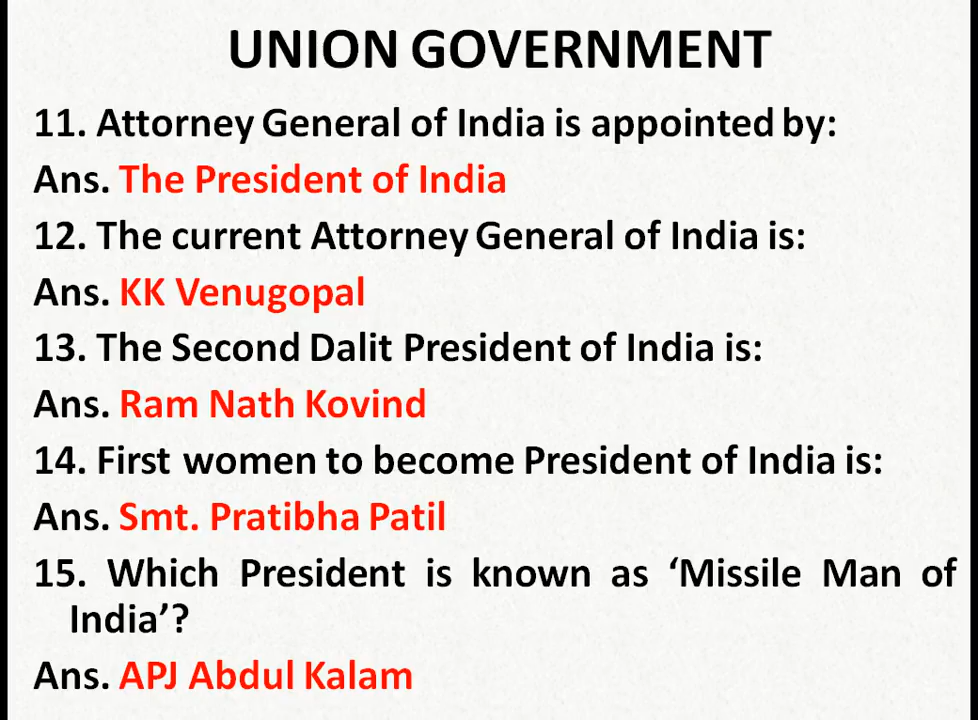 UNION GOVERNMENT
11. Attorney General of India is appointed by:
Ans. The President of India
12. The current Attorney General of India is:
Ans. KK Venugopal
13. The Second Dalit President of India is:
Ans. Ram Nath Kovind
14. First women to become President of India is:
Ans. Smt. Pratibha Patil
15. Which President is known as ‘Missile Man of
India’?
Ans. APJ Abdul Kalam